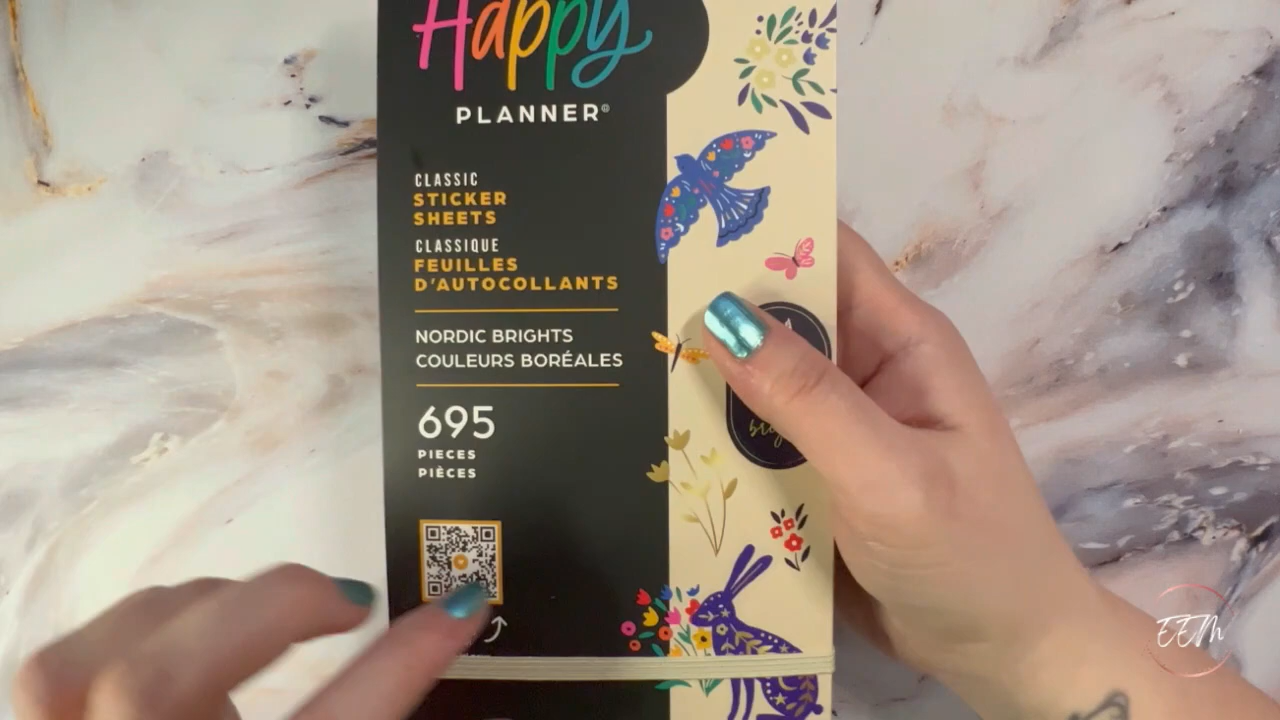 Happy
PLANNER®
CLASSIC
STICKER
SHEETS
CLASSIQUE
FEUILLES
D'AUTOCOLLANTS
NORDIC BRIGHTS
COULEURS BORÉALES
695
PIECES
PIÈCES
EEM